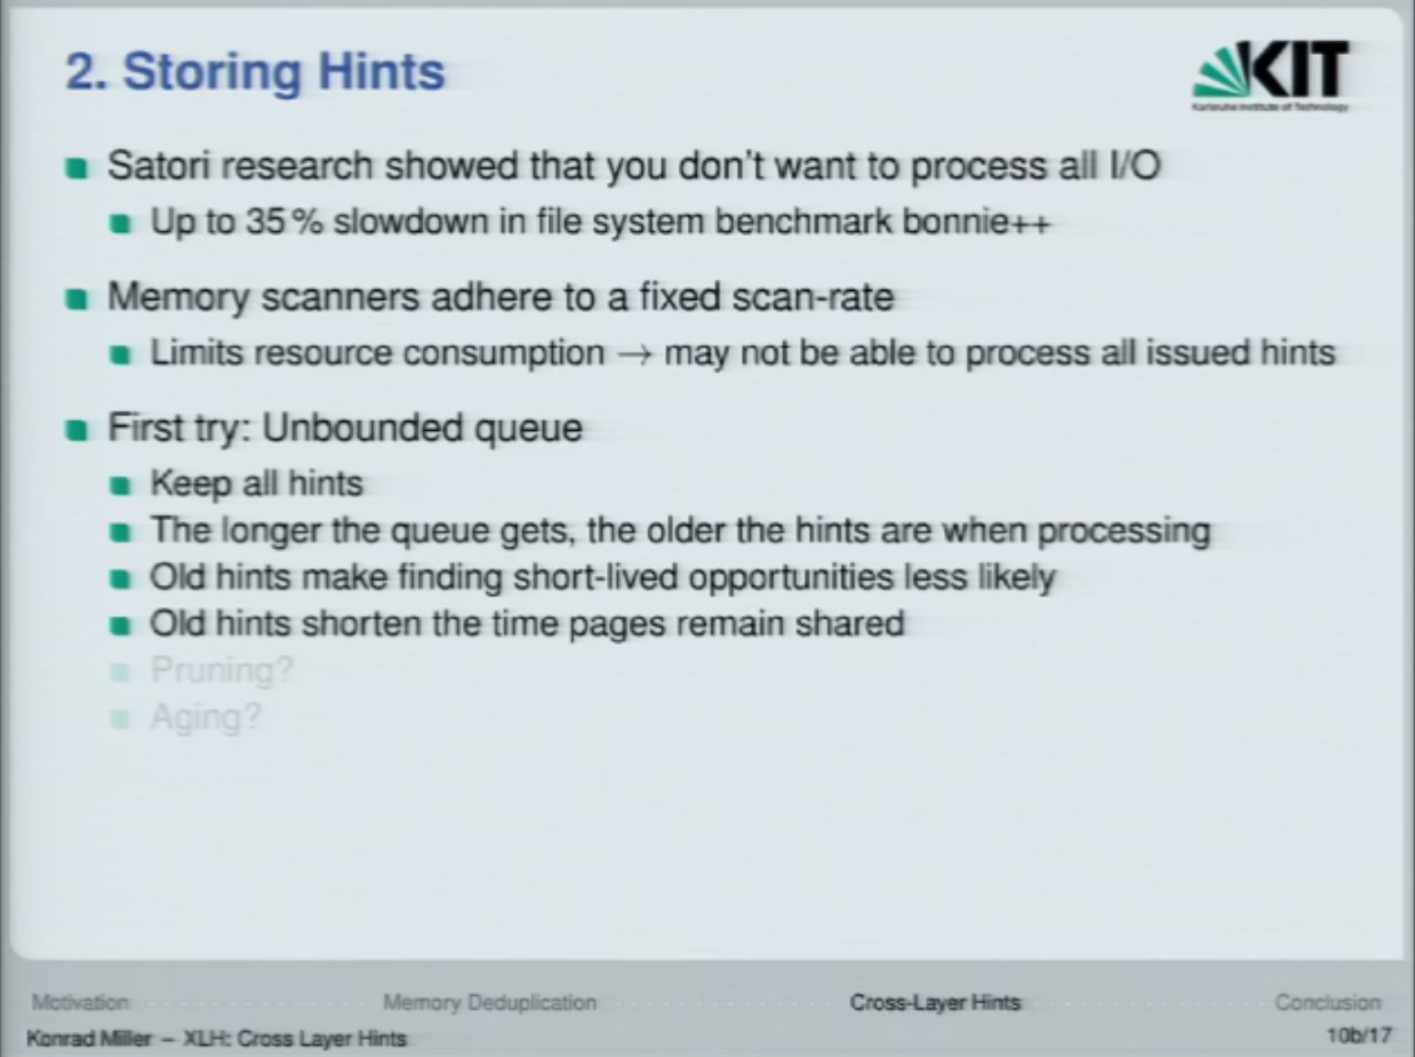 2. Storing Hints
KIT
Karlsruhe Institute of Technology
Satori research showed that you don't want to process all I/O
Up to 35 % slowdown in file system benchmark bonnie++
Memory scanners adhere to a fixed scan-rate
Limits resource consumption → may not be able to process all issued hints
First try: Unbounded queue
Keep all hints
The longer the queue gets, the older the hints are when processing
Old hints make finding short-lived opportunities less likely
Old hints shorten the time pages remain shared
Pruning?
Aging?
Motivation Memory Deduplication Cross-Layer Hints Conclusion
Konrad Miller – XLH: Cross Layer Hints 10b/17